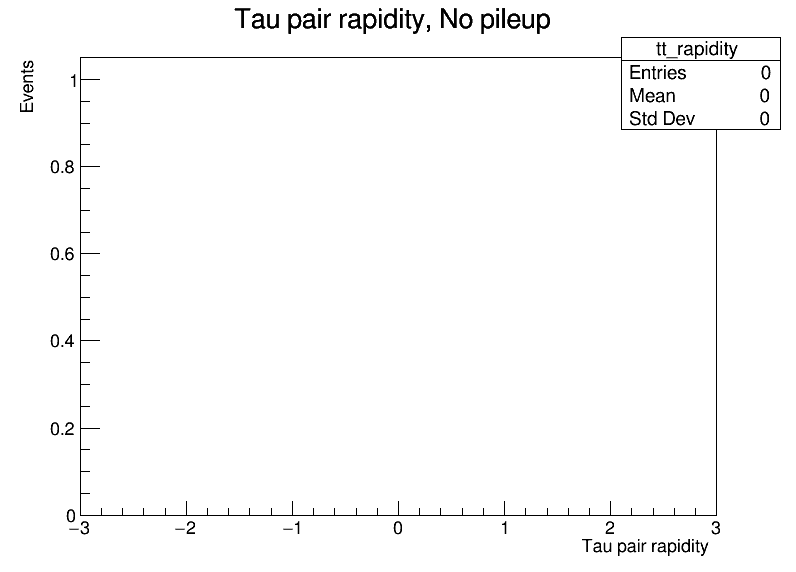 Tau pair rapidity, No pileup
tt_rapidity
Entries 0
Mean 0
Std Dev 0
Events
1
0.8
0.6
0.4
0.2
0
−3 −2 −1 0 1 2 3
Tau pair rapidity